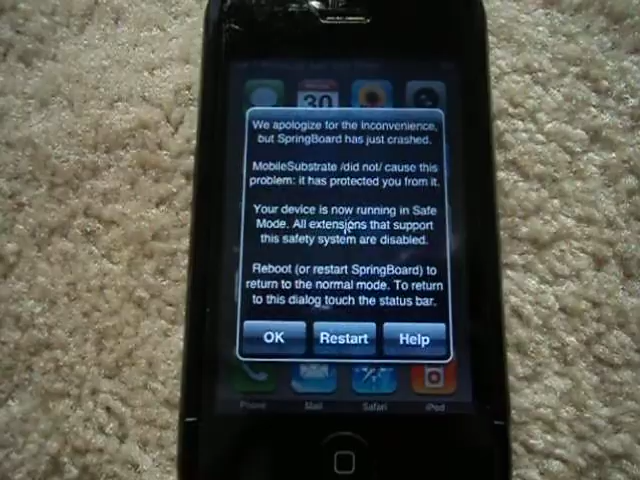 30
We apologize for the inconvenience,
but SpringBoard has just crashed.
MobileSubstrate /did not/ cause this
problem: it has protected you from it.
Your device is now running in Safe
Mode. All extensions that support
this safety system are disabled.
Reboot (or restart SpringBoard) to
return to the normal mode. To return
to this dialog touch the status bar.
OK Restart Help
Phone Mail Safari iPod